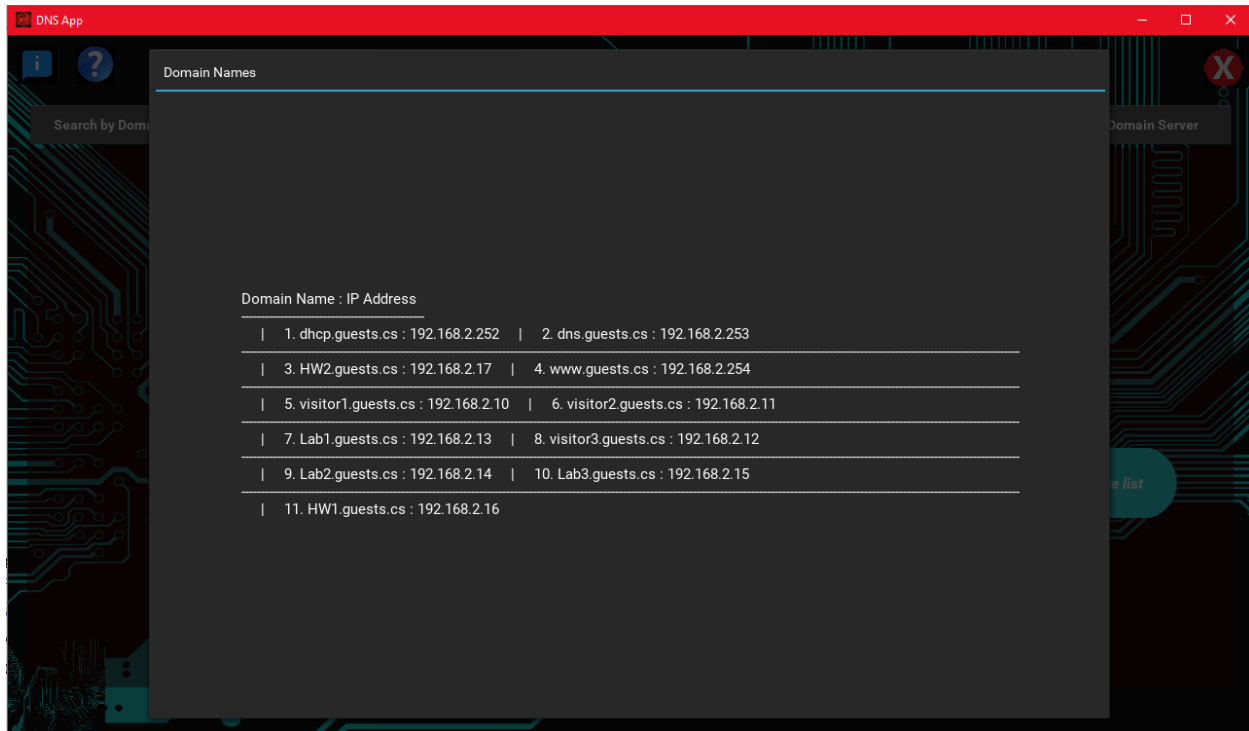 DNS App
i ?
Domain Names
X
Search by Doma
Domain Server
Domain Name : IP Address
--------------------------------------------
| 1. dhcp.guests.cs : 192.168.2.252 | 2. dns.guests.cs : 192.168.2.253
| 3. HW2.guests.cs : 192.168.2.17 | 4. www.guests.cs : 192.168.2.254
| 5. visitor1.guests.cs : 192.168.2.10 | 6. visitor2.guests.cs : 192.168.2.11
| 7. Lab1.guests.cs : 192.168.2.13 | 8. visitor3.guests.cs : 192.168.2.12
| 9. Lab2.guests.cs : 192.168.2.14 | 10. Lab3.guests.cs : 192.168.2.15
e list
| 11. HW1.guests.cs : 192.168.2.16